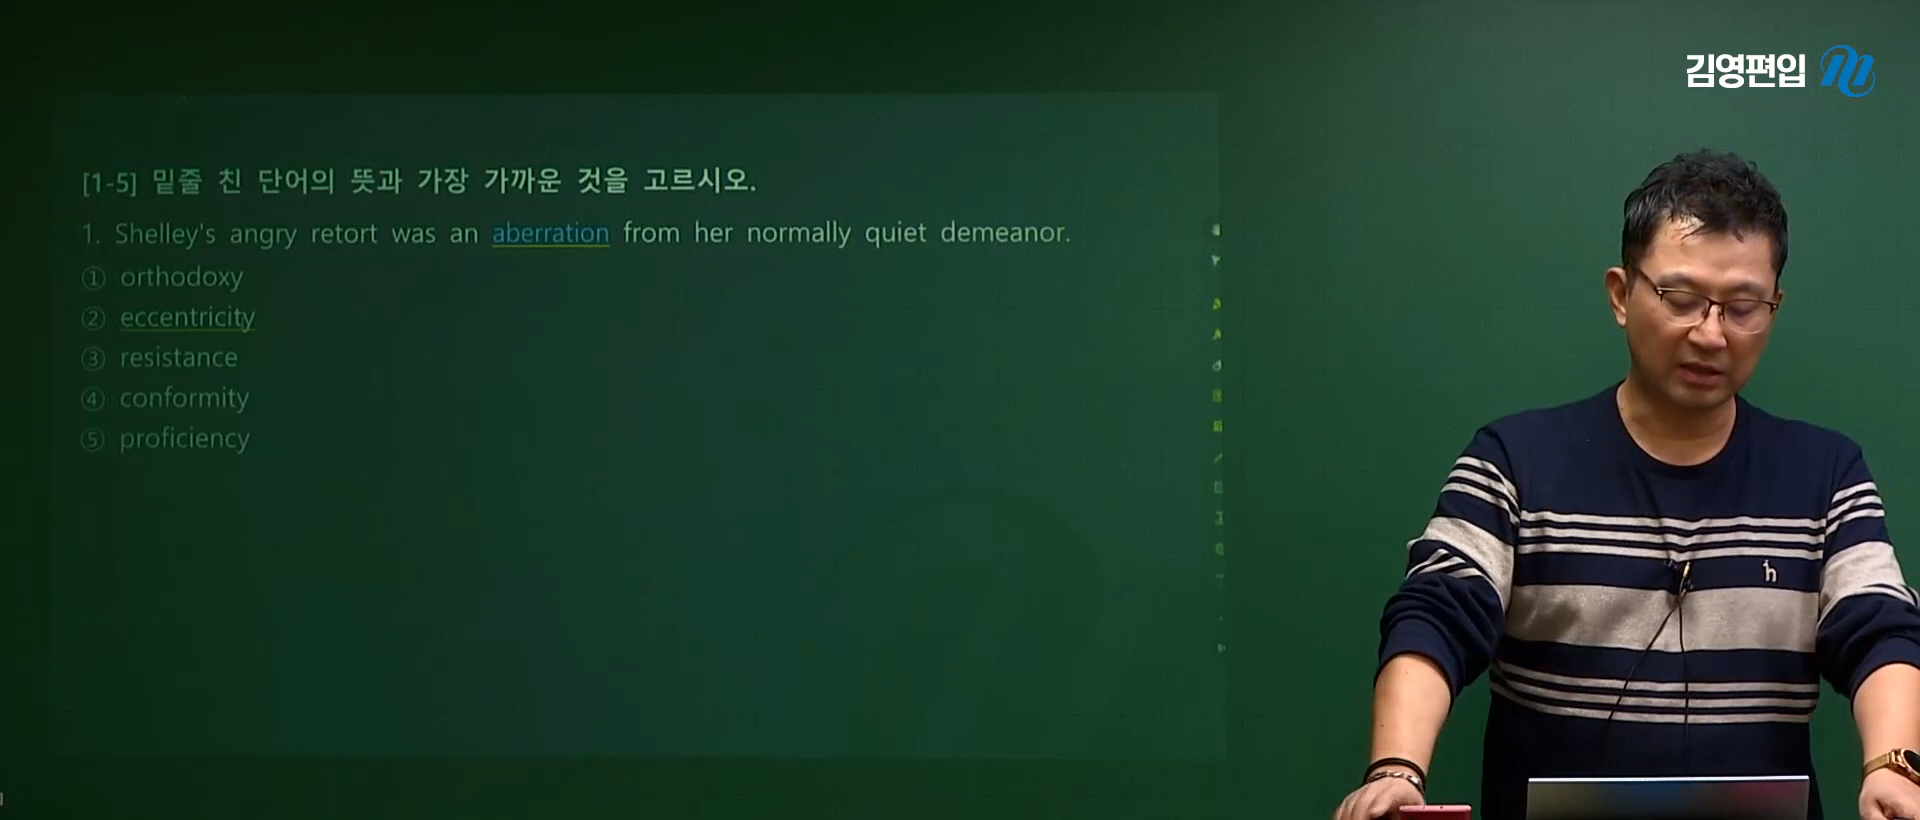 김영편입
[1-5] 밑줄 친 단어의 뜻과 가장 가까운 것을 고르시오.
1. Shelley's angry retort was an aberration from her normally quiet demeanor.
① orthodoxy
② eccentricity
③ resistance
④ conformity
⑤ proficiency